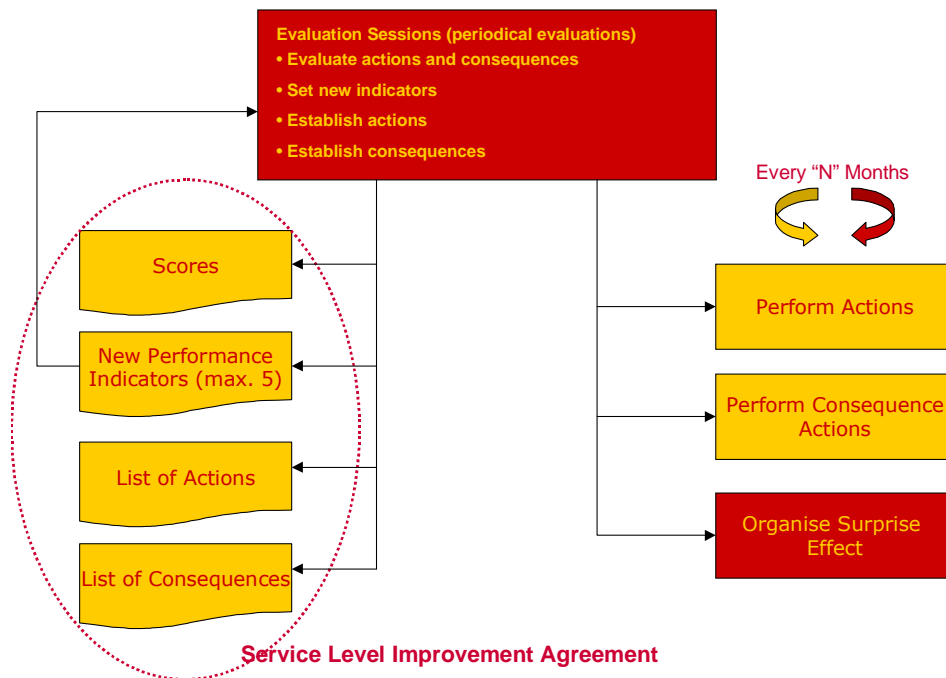 Evaluation Sessions (periodical evaluations)
• Evaluate actions and consequences
• Set new indicators
• Establish actions
• Establish consequences
Every “N” Months
Scores
New Performance
Indicators (max. 5)
List of Actions
List of Consequences
Perform Actions
Perform Consequence
Actions
Organise Surprise
Effect
Service Level Improvement Agreement